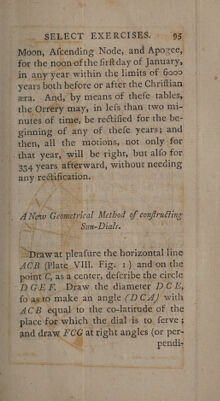 SELECT EXERCISES. 95
Moon, Aſcending Node, and Apogee,
for the noon of the firſt day of January,
in any year within the limits of 6000
years both before or after the Chriſtian
æra. And, by means of theſe tables,
the Orrery may, in leſs than two mi-
nutes of time, be rectified for the be-
ginning of any of theſe years; and
then, all the motions, not only for
that year, will be right, but alſo for
334 years afterward, without needing
any rectification.
A New Geometrical Method of conſtructing
Sun-Dials.
Draw at pleaſure the horizontal line
ACB (Plate VIII. Fig. 1.) and on the
point C, as a center, deſcribe the circle
DGEF. Draw the diameter DCE,
ſo as to make an angle (DCA) with
ACB equal to the co-latitude of the
place for which the dial is to ſerve;
and draw FCG at right angles (or per-
pendi-